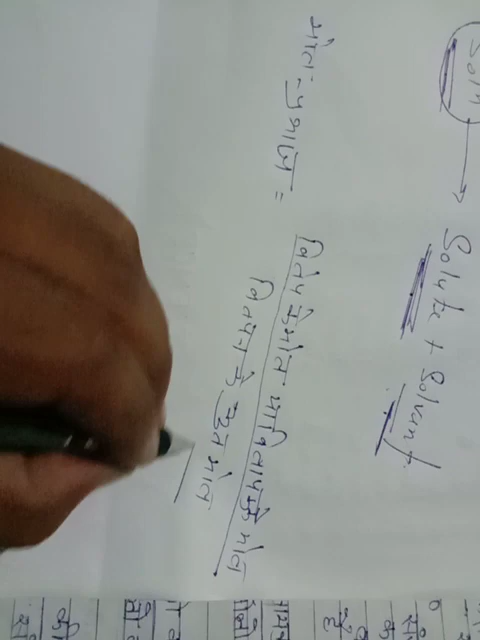 Soln → Solute + Solvent
मोल-प्रभाज =
विलेय के मोल या विलायक के मोल
विलयन के कुल मोल